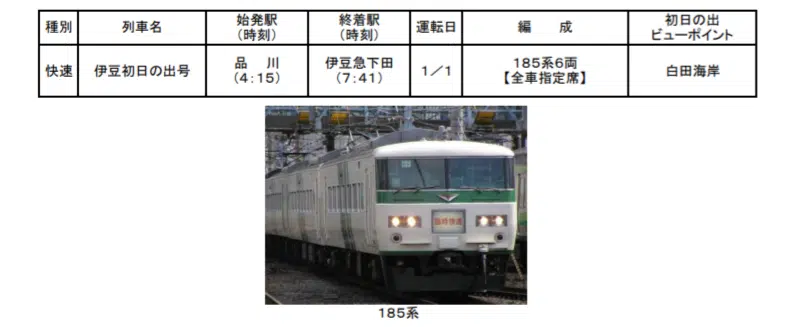 種別 列車名 始発駅（時刻） 終着駅（時刻） 運転日 編　成 初日の出ビューポイント
快速 伊豆初日の出号 品　川（4：15） 伊豆急下田（7：41） 1／1 185系6両【全車指定席】 白田海岸
臨時快速
185系